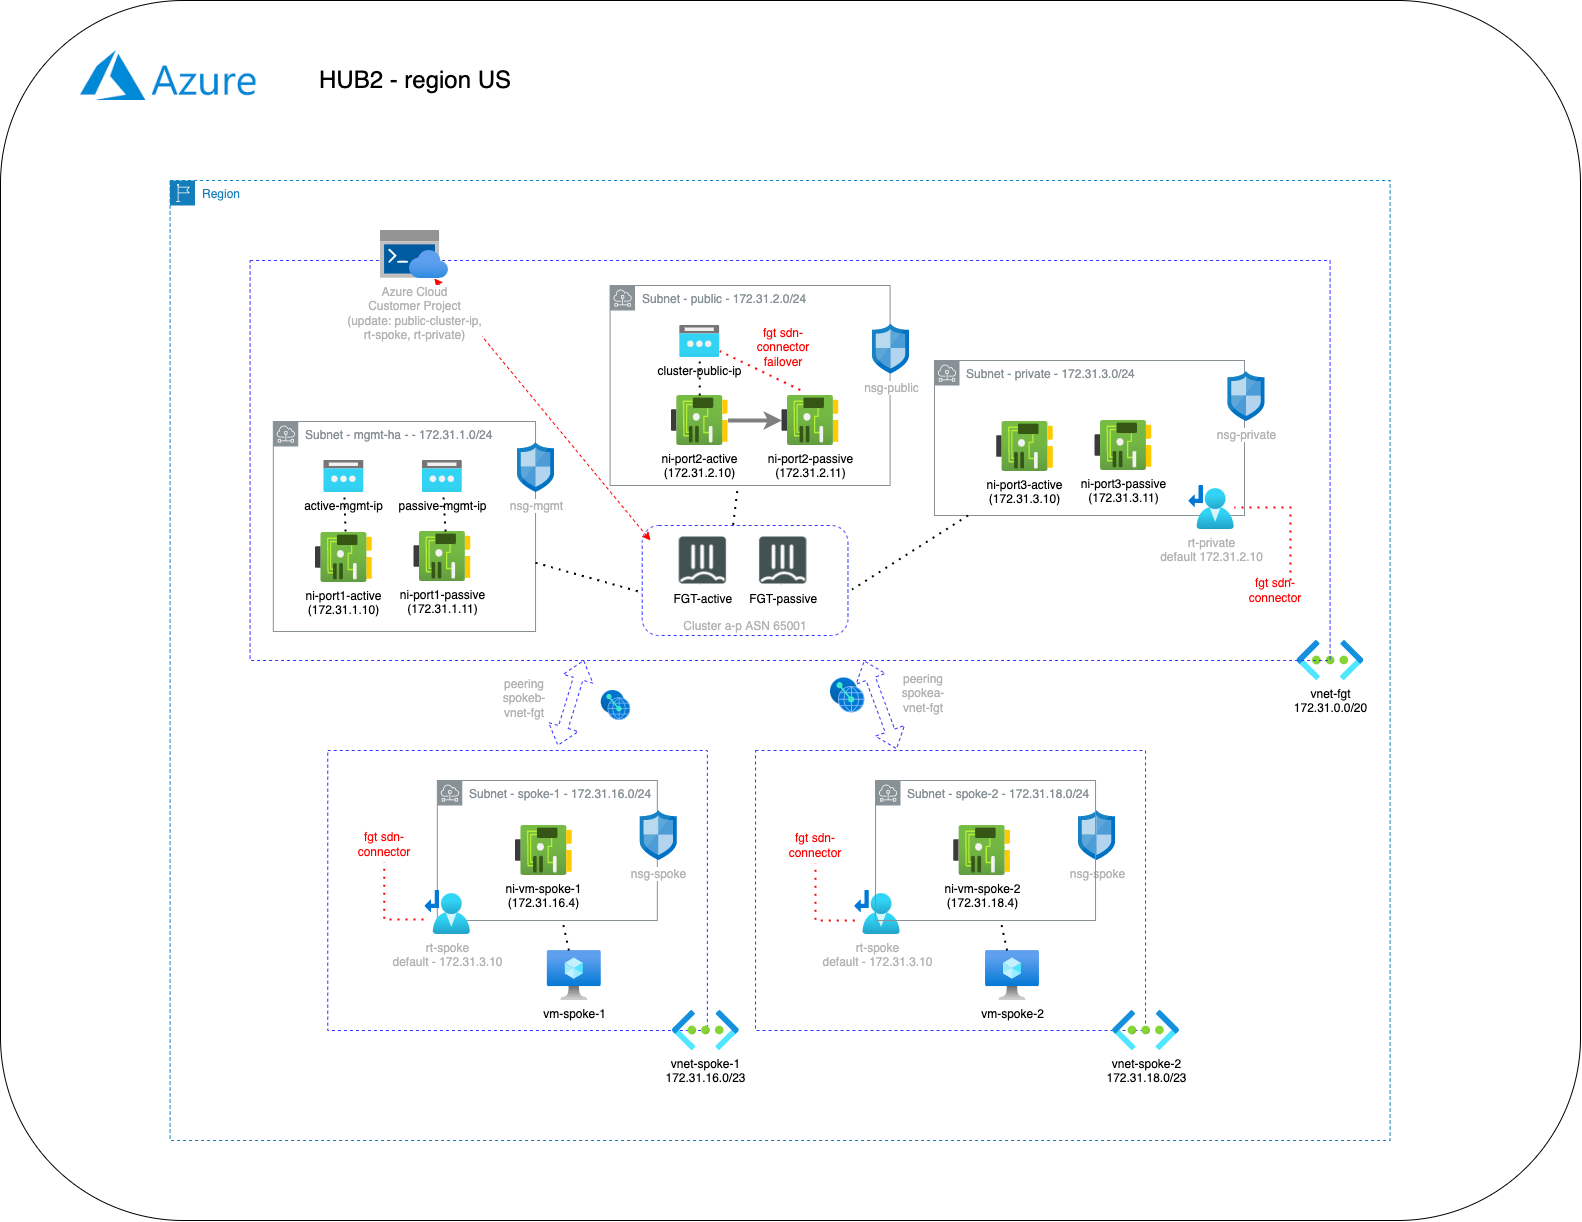 Azure
HUB2 - region US
Region
Azure Cloud
Customer Project
(update: public-cluster-ip,
rt-spoke, rt-private)
Subnet - public - 172.31.2.0/24
cluster-public-ip
fgt sdn-
connector
failover
nsg-public
ni-port2-active
(172.31.2.10)
ni-port2-passive
(172.31.2.11)
Subnet - private - 172.31.3.0/24
nsg-private
ni-port3-active
(172.31.3.10)
ni-port3-passive
(172.31.3.11)
rt-private
default 172.31.2.10
fgt sdn-
connector
Subnet - mgmt-ha - - 172.31.1.0/24
active-mgmt-ip
passive-mgmt-ip
nsg-mgmt
ni-port1-active
(172.31.1.10)
ni-port1-passive
(172.31.1.11)
FGT-active
FGT-passive
Cluster a-p ASN 65001
vnet-fgt
172.31.0.0/20
peering
spokeb-
vnet-fgt
peering
spokea-
vnet-fgt
Subnet - spoke-1 - 172.31.16.0/24
fgt sdn-
connector
nsg-spoke
ni-vm-spoke-1
(172.31.16.4)
rt-spoke
default - 172.31.3.10
vm-spoke-1
vnet-spoke-1
172.31.16.0/23
Subnet - spoke-2 - 172.31.18.0/24
fgt sdn-
connector
nsg-spoke
ni-vm-spoke-2
(172.31.18.4)
rt-spoke
default - 172.31.3.10
vm-spoke-2
vnet-spoke-2
172.31.18.0/23